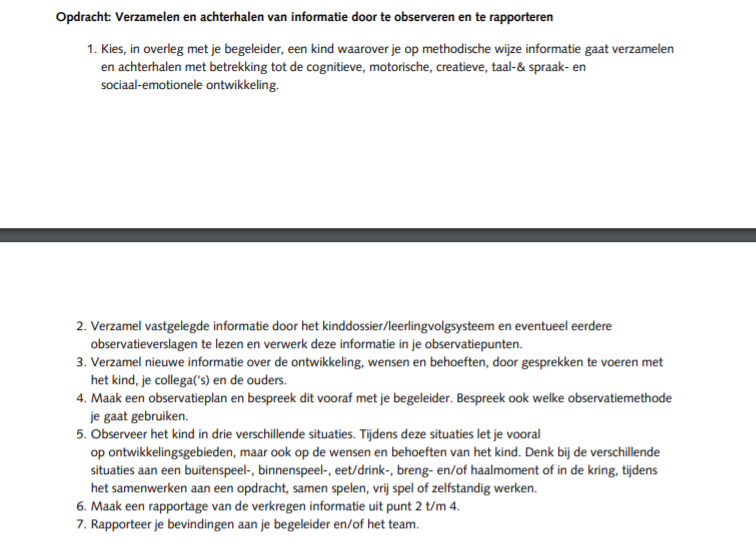 Opdracht: Verzamelen en achterhalen van informatie door te observeren en te rapporteren
1. Kies, in overleg met je begeleider, een kind waarover je op methodische wijze informatie gaat verzamelen
en achterhalen met betrekking tot de cognitieve, motorische, creatieve, taal-& spraak- en
sociaal-emotionele ontwikkeling.
2. Verzamel vastgelegde informatie door het kinddossier/leerlingvolgsysteem en eventueel eerdere
observatieverslagen te lezen en verwerk deze informatie in je observatiepunten.
3. Verzamel nieuwe informatie over de ontwikkeling, wensen en behoeften, door gesprekken te voeren met
het kind, je collega('s) en de ouders.
4. Maak een observatieplan en bespreek dit vooraf met je begeleider. Bespreek ook welke observatiemethode
je gaat gebruiken.
5. Observeer het kind in drie verschillende situaties. Tijdens deze situaties let je vooral
op ontwikkelingsgebieden, maar ook op de wensen en behoeften van het kind. Denk bij de verschillende
situaties aan een buitenspeel-, binnenspeel-, eet/drink-, breng- en/of haalmoment of in de kring, tijdens
het samenwerken aan een opdracht, samen spelen, vrij spel of zelfstandig werken.
6. Maak een rapportage van de verkregen informatie uit punt 2 t/m 4.
7. Rapporteer je bevindingen aan je begeleider en/of het team.